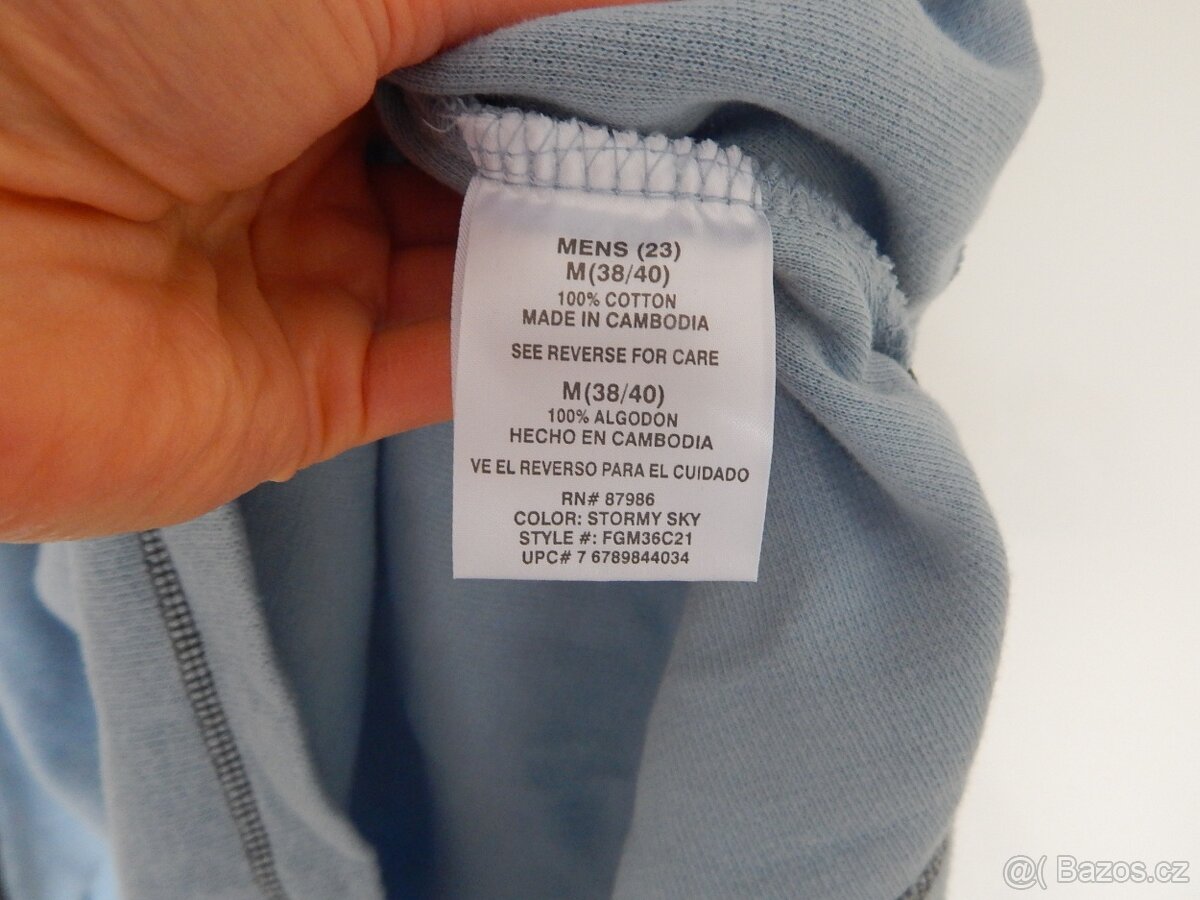 MENS (23)
M(38/40)
100% COTTON
MADE IN CAMBODIA
SEE REVERSE FOR CARE
M(38/40)
100% ALGODON
HECHO EN CAMBODIA
VE EL REVERSO PARA EL CUIDADO
RN# 87986
COLOR: STORMY SKY
STYLE #: FGM36C21
UPC# 7 6789844034
@( Bazos.cz